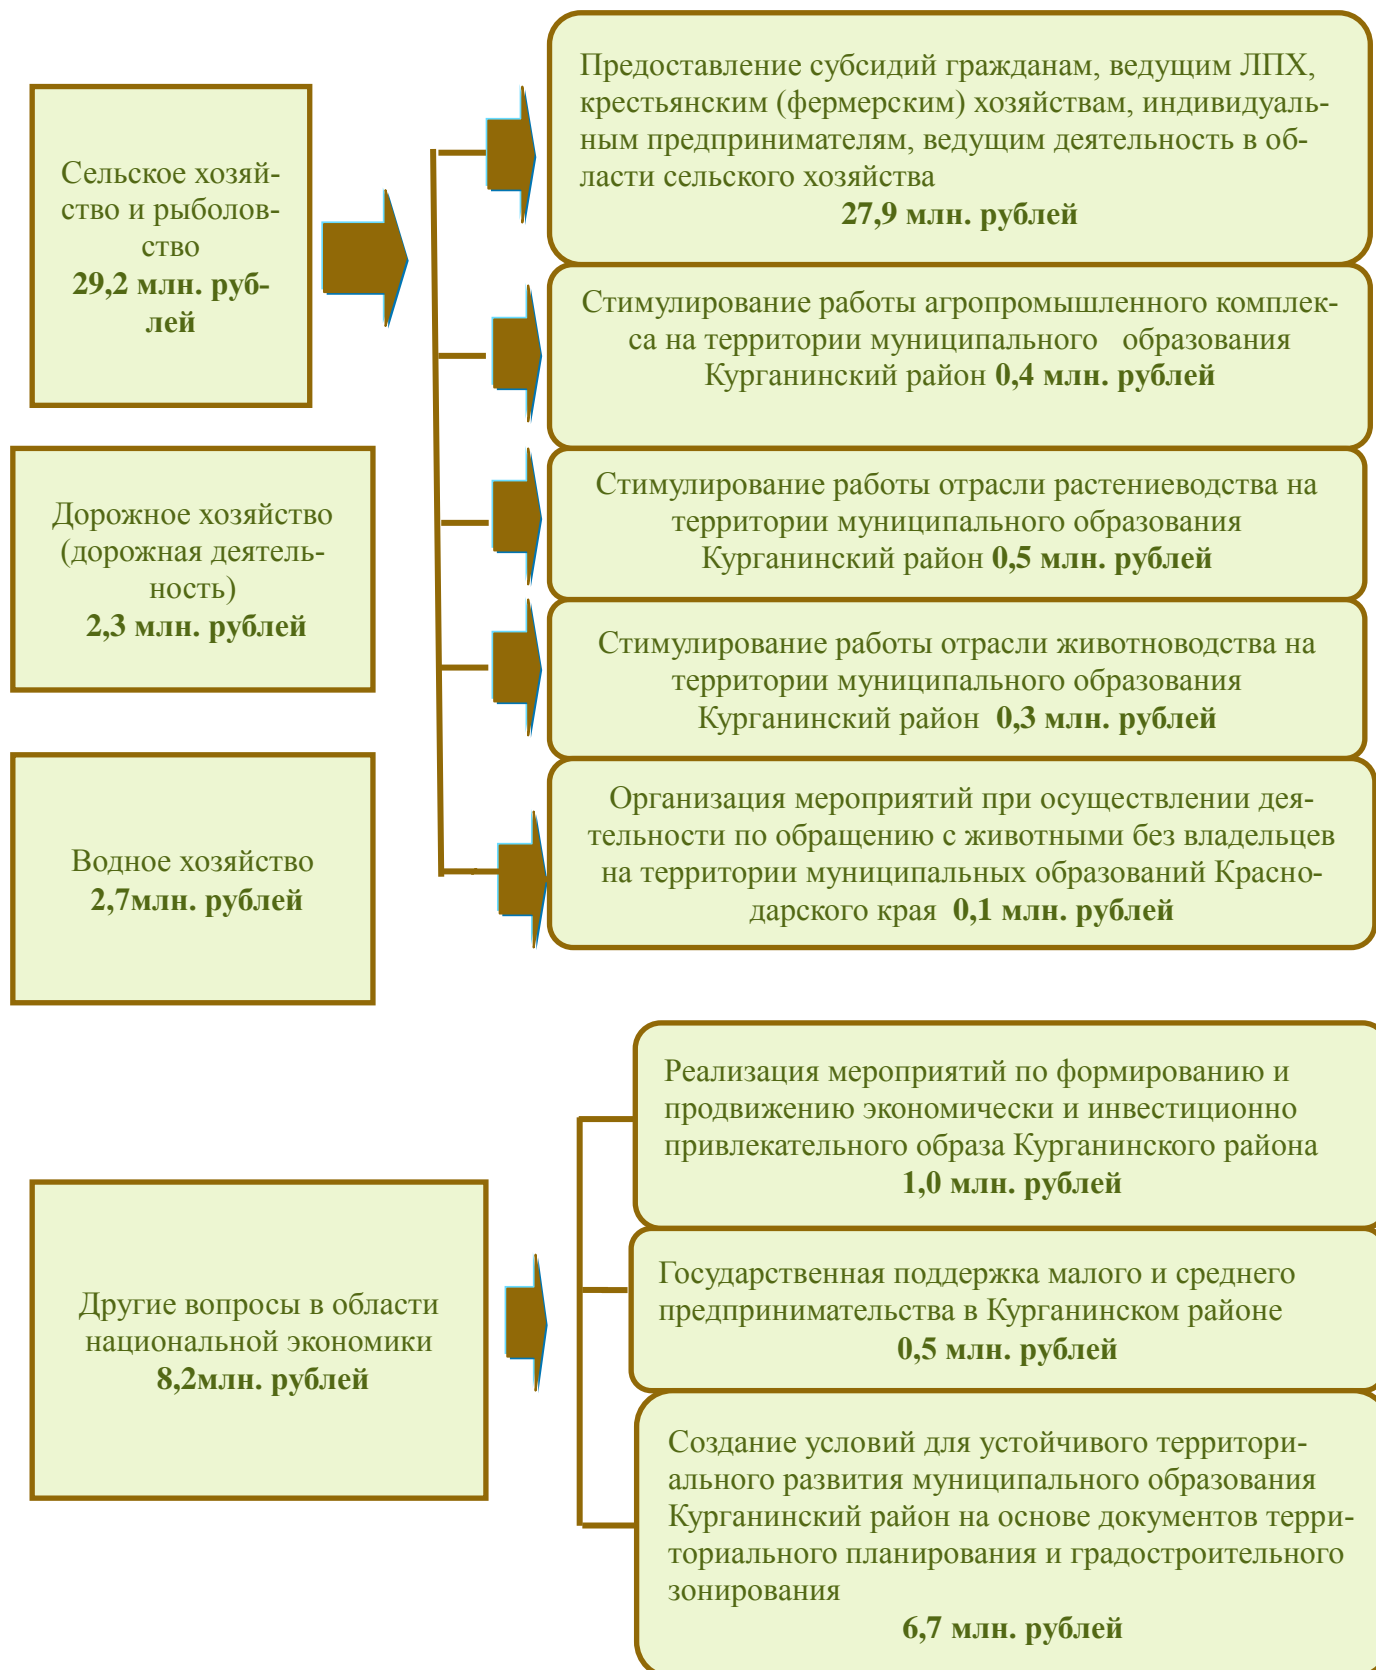 Предоставление субсидий гражданам, ведущим ЛПХ,
крестьянским (фермерским) хозяйствам, индивидуаль-
ным предпринимателям, ведущим деятельность в об-
ласти сельского хозяйства
27,9 млн. рублей
Сельское хозяй-
ство и рыболов-
ство
29,2 млн. руб-
лей
Стимулирование работы агропромышленного комплек-
са на территории муниципального образования
Курганинский район 0,4 млн. рублей
Стимулирование работы отрасли растениеводства на
территории муниципального образования
Курганинский район 0,5 млн. рублей
Дорожное хозяйство
(дорожная деятель-
ность)
2,3 млн. рублей
Стимулирование работы отрасли животноводства на
территории муниципального образования
Курганинский район 0,3 млн. рублей
Водное хозяйство
2,7млн. рублей
Организация мероприятий при осуществлении дея-
тельности по обращению с животными без владельцев
на территории муниципальных образований Красно-
дарского края 0,1 млн. рублей
Реализация мероприятий по формированию и
продвижению экономически и инвестиционно
привлекательного образа Курганинского района
1,0 млн. рублей
Другие вопросы в области
национальной экономики
8,2млн. рублей
Государственная поддержка малого и среднего
предпринимательства в Курганинском районе
0,5 млн. рублей
Создание условий для устойчивого территори-
ального развития муниципального образования
Курганинский район на основе документов терри-
ториального планирования и градостроительного
зонирования
6,7 млн. рублей